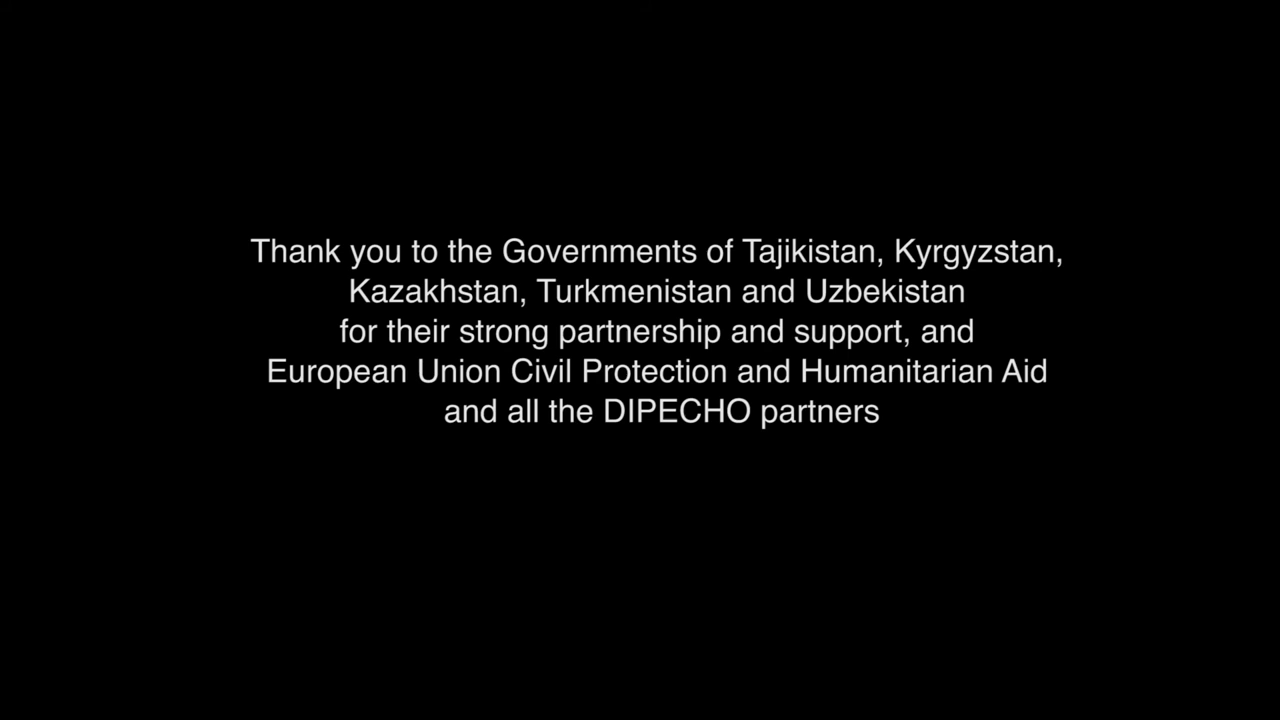 Thank you to the Governments of Tajikistan, Kyrgyzstan,
Kazakhstan, Turkmenistan and Uzbekistan
for their strong partnership and support, and
European Union Civil Protection and Humanitarian Aid
and all the DIPECHO partners